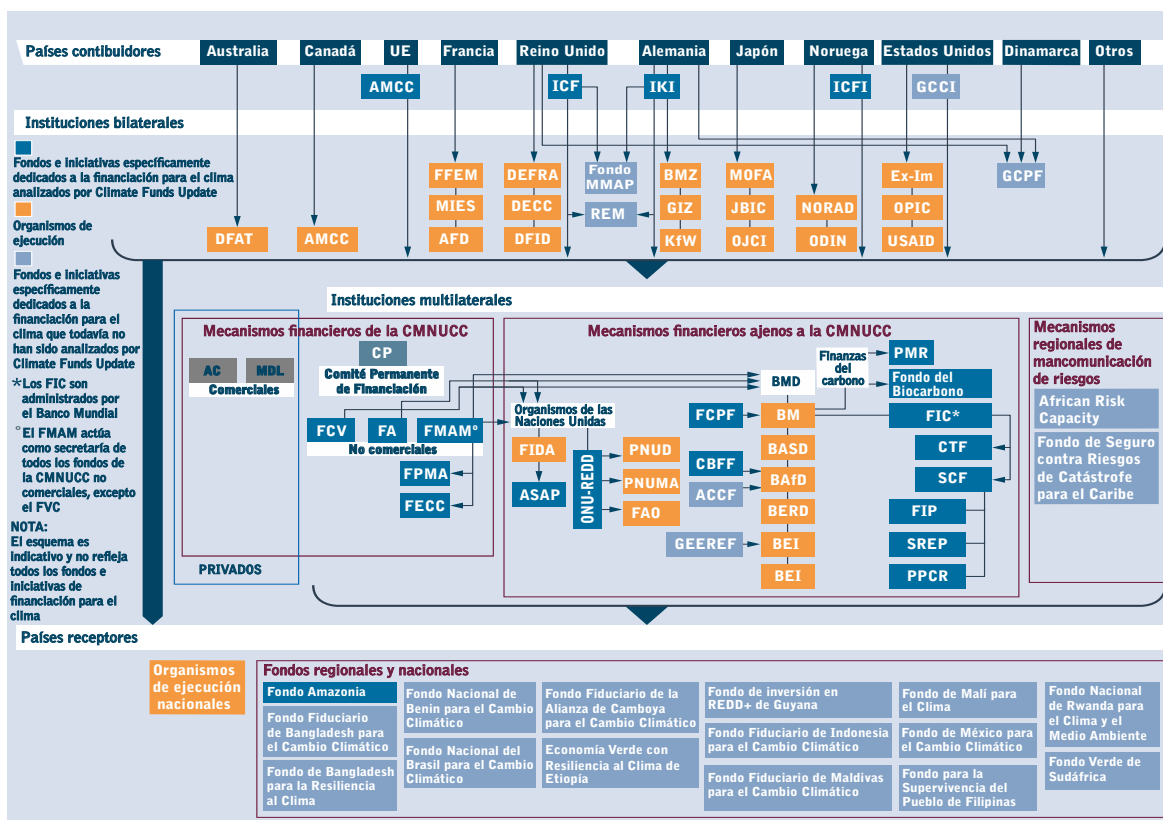 Países contibuidores
Australia
Canadá
UE
Francia
Reino Unido
Alemania
Japón
Noruega
Estados Unidos
Dinamarca
Otros
AMCC
ICF
IKI
ICFI
GCCI
Instituciones bilaterales
Fondos e iniciativas específicamente
dedicados a la financiación para el clima
analizados por Climate Funds Update
Organismos de
ejecución
Fondos e iniciativas
específicamente
dedicados a la
financiación para el
clima que todavía no
han sido analizados por
Climate Funds Update
*Los FIC son
administrados por
el Banco Mundial
°El FMAM actúa
como secretaría de
todos los fondos de
la CMNUCC no
comerciales, excepto
el FVC
NOTA:
El esquema es
indicativo y no refleja
todos los fondos e
iniciativas de
financiación para el
clima
DFAT
AMCC
FFEM
MIES
AFD
DEFRA
DECC
DFID
Fondo
MMAP
REM
BMZ
GIZ
KfW
MOFA
JBIC
OJCI
NORAD
ODIN
Ex-Im
OPIC
USAID
GCPF
Instituciones multilaterales
Mecanismos financieros de la CMNUCC
CP
Comité Permanente
de Financiación
AC
MDL
Comerciales
FCV
FA
FMAM°
No comerciales
FPMA
FECC
PRIVADOS
Mecanismos financieros ajenos a la CMNUCC
Organismos de las
Naciones Unidas
FIDA
ASAP
ONU-REDD
PNUD
PNUMA
FAO
FCPF
CBFF
ACCF
GEEREF
BMD
BM
BASD
BAfD
BERD
BEI
BEI
Finanzas
del
carbono
PMR
Fondo del
Biocarbono
FIC*
CTF
SCF
FIP
SREP
PPCR
Mecanismos
regionales de
mancomunicación
de riesgos
African Risk
Capacity
Fondo de Seguro
contra Riesgos
de Catástrofe
para el Caribe
Países receptores
Organismos
de ejecución
nacionales
Fondos regionales y nacionales
Fondo Amazonia
Fondo Fiduciario
de Bangladesh para
el Cambio Climático
Fondo de Bangladesh
para la Resiliencia
al Clima
Fondo Nacional de
Benin para el Cambio
Climático
Fondo Nacional del
Brasil para el Cambio
Climático
Fondo Fiduciario de la
Alianza de Camboya
para el Cambio Climático
Economía Verde con
Resiliencia al Clima de
Etiopía
Fondo de inversión en
REDD+ de Guyana
Fondo Fiduciario de Indonesia
para el Cambio Climático
Fondo Fiduciario de Maldivas
para el Cambio Climático
Fondo de Malí para
el Clima
Fondo de México para
el Cambio Climático
Fondo para la
Supervivencia del
Pueblo de Filipinas
Fondo Nacional
de Rwanda para
el Clima y el
Medio Ambiente
Fondo Verde de
Sudáfrica